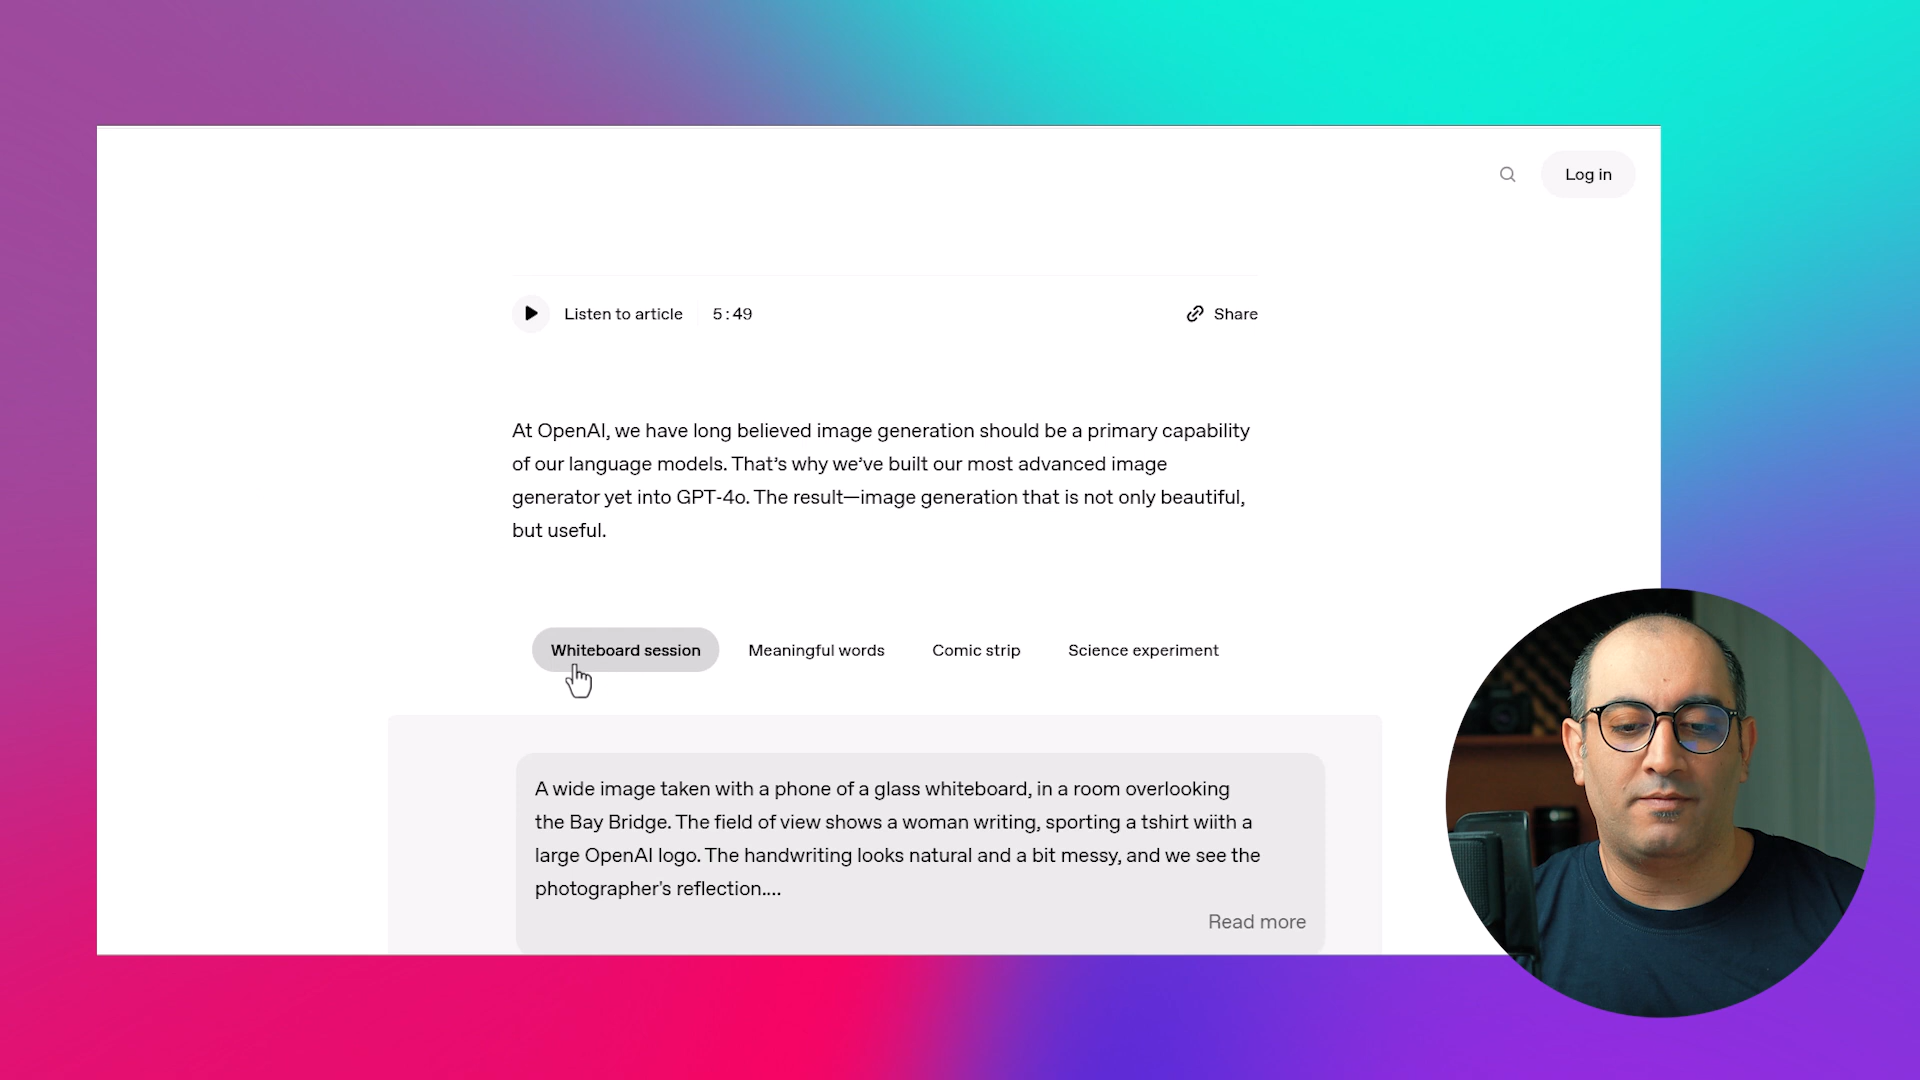 Log in
Listen to article 5:49 Share
At OpenAI, we have long believed image generation should be a primary capability
of our language models. That’s why we’ve built our most advanced image
generator yet into GPT-4o. The result—image generation that is not only beautiful,
but useful.
Whiteboard session Meaningful words Comic strip Science experiment
A wide image taken with a phone of a glass whiteboard, in a room overlooking
the Bay Bridge. The field of view shows a woman writing, sporting a tshirt wiith a
large OpenAI logo. The handwriting looks natural and a bit messy, and we see the
photographer's reflection....
Read more